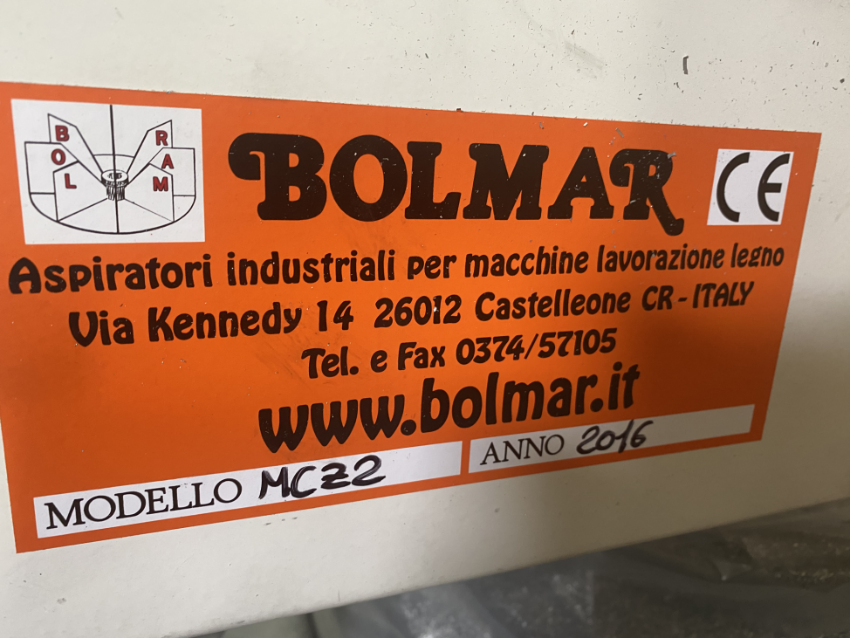 BOL RAM
BOLMAR
CE
Aspiratori industriali per macchine lavorazione legno
Via Kennedy 14 26012 Castelleone CR - ITALY
Tel. e Fax 0374/57105
www.bolmar.it
MODELLO MCZ2
ANNO 2016